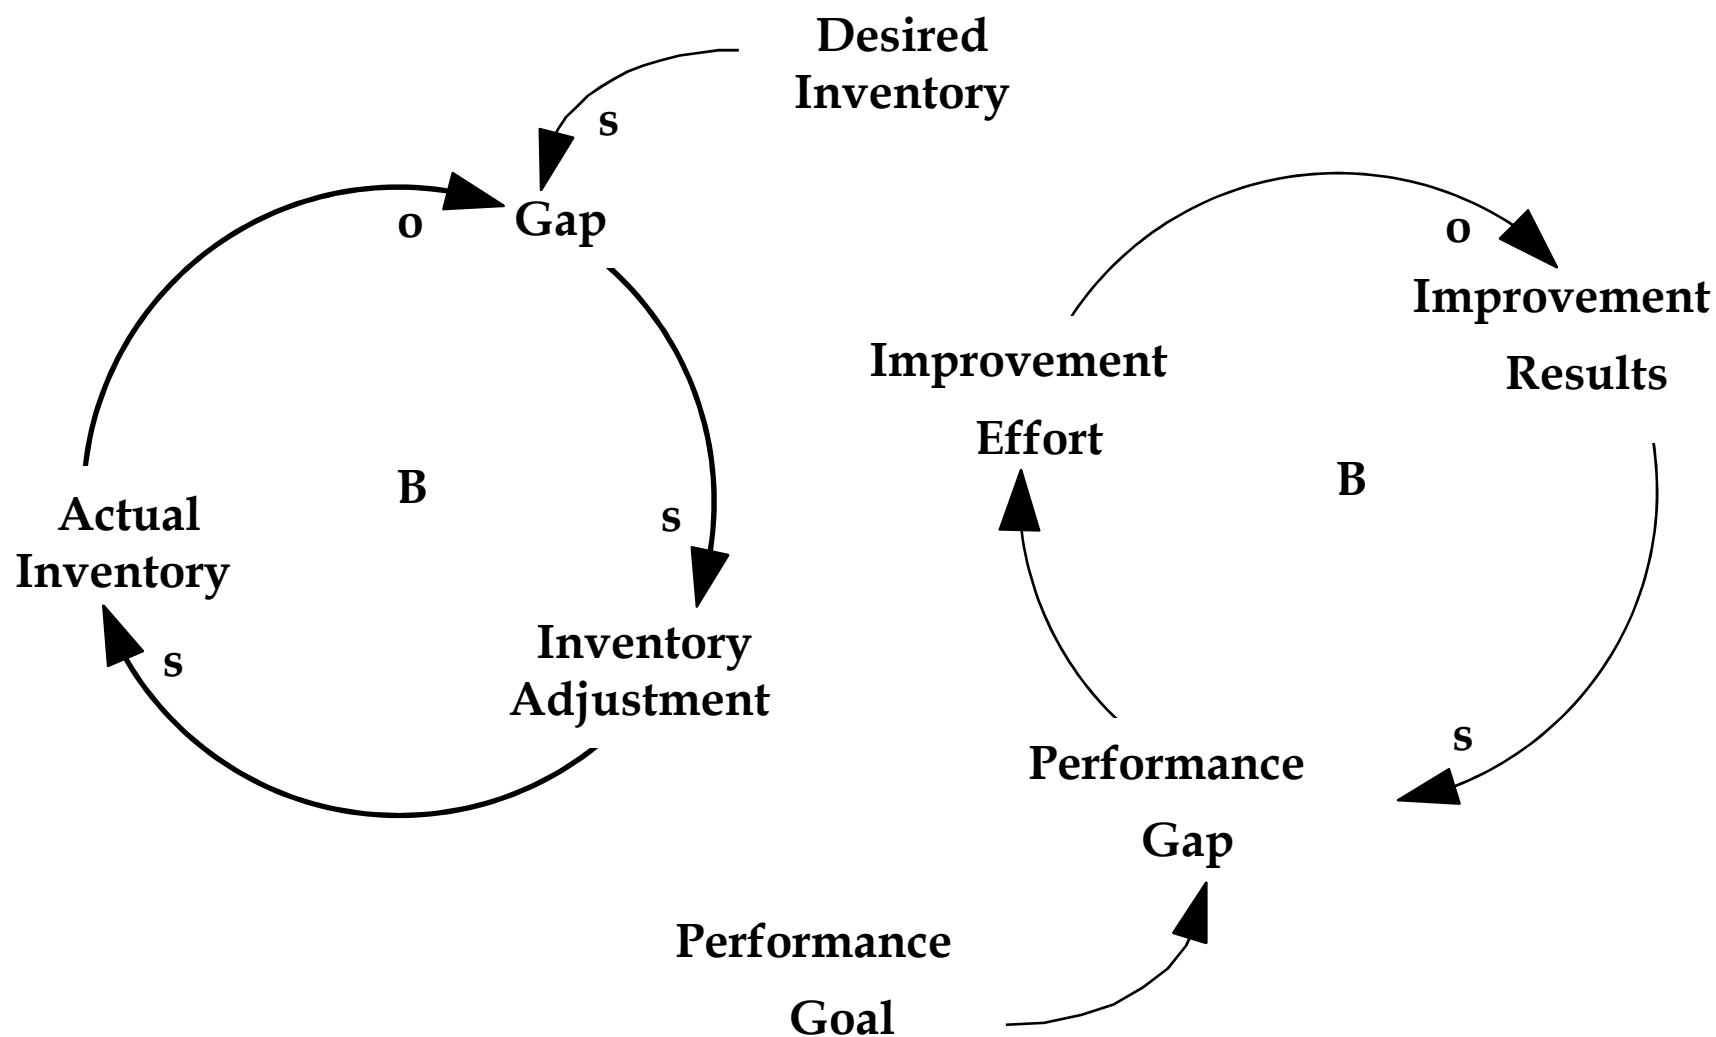 Desired
Inventory
s
o
Gap
B
Actual
Inventory
s
s
Inventory
Adjustment
o
Improvement
Results
Improvement
Effort
B
s
Performance
Gap
Performance
Goal